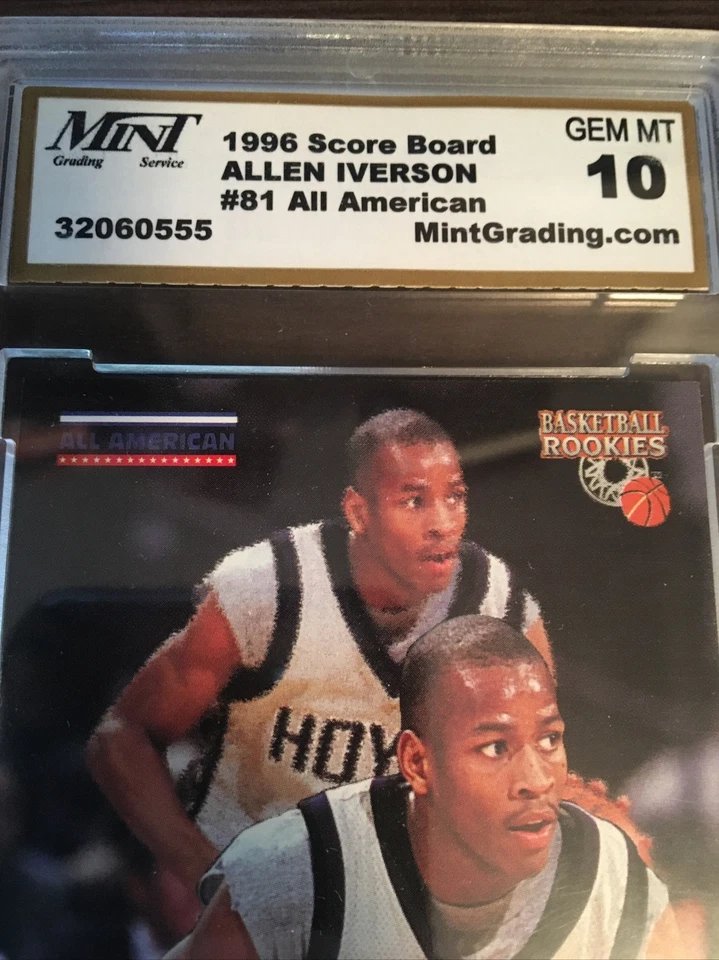 MINT
Grading Service
1996 Score Board
ALLEN IVERSON
#81 All American
GEM MT
10
32060555
MintGrading.com
ALL AMERICAN
BASKETBALL
ROOKIES
HOY